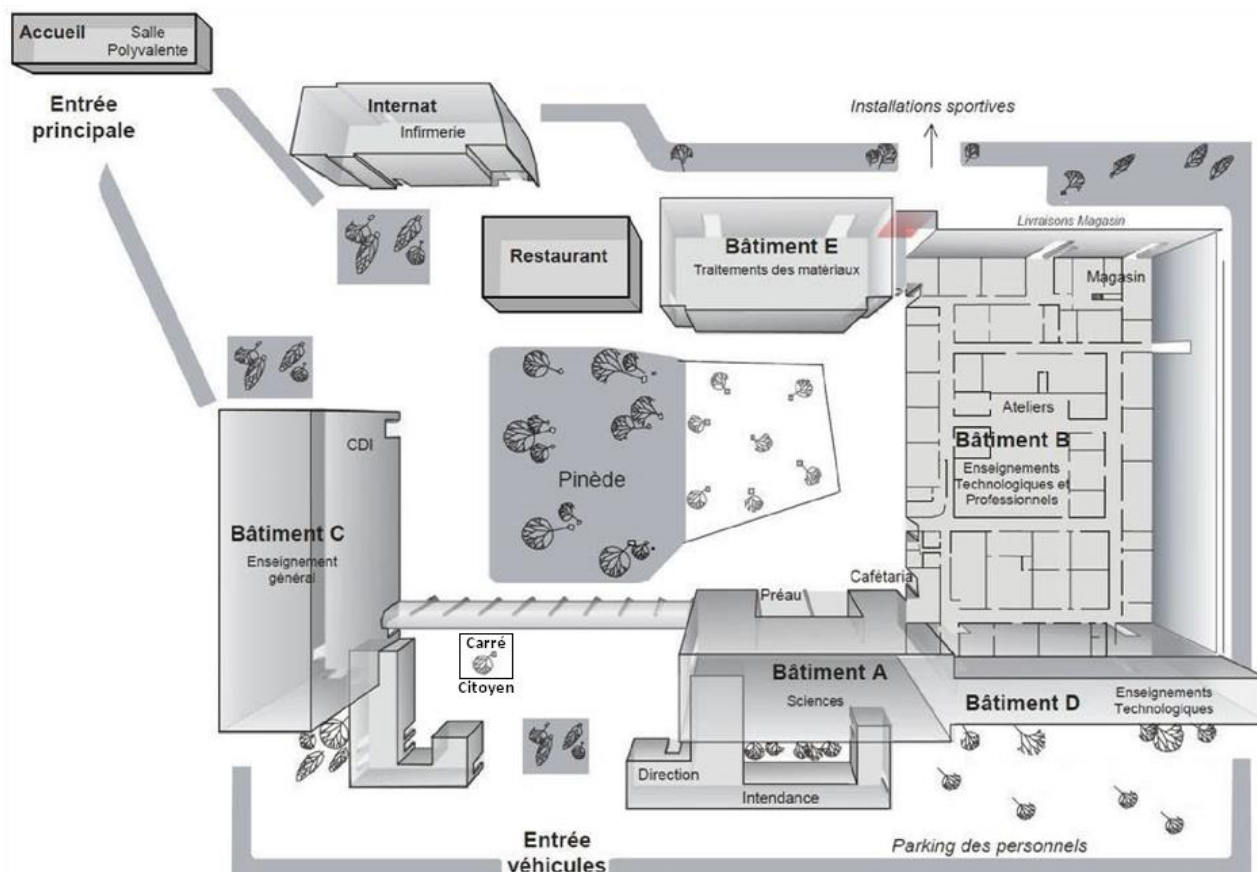 Accueil
Salle
Polyvalente
Entrée
principale
Internat
Infirmerie
Installations sportives
Livraisons Magasin
Restaurant
Bâtiment E
Traitements des matériaux
Magasin
CDI
Ateliers
Bâtiment B
Enseignements
Technologiques et
Professionnels
Pinède
Bâtiment C
Enseignement
général
Cafétaria
Préau
Carré
Citoyen
Bâtiment A
Sciences
Bâtiment D
Enseignements
Technologiques
Direction
Intendance
Entrée
véhicules
Parking des personnels